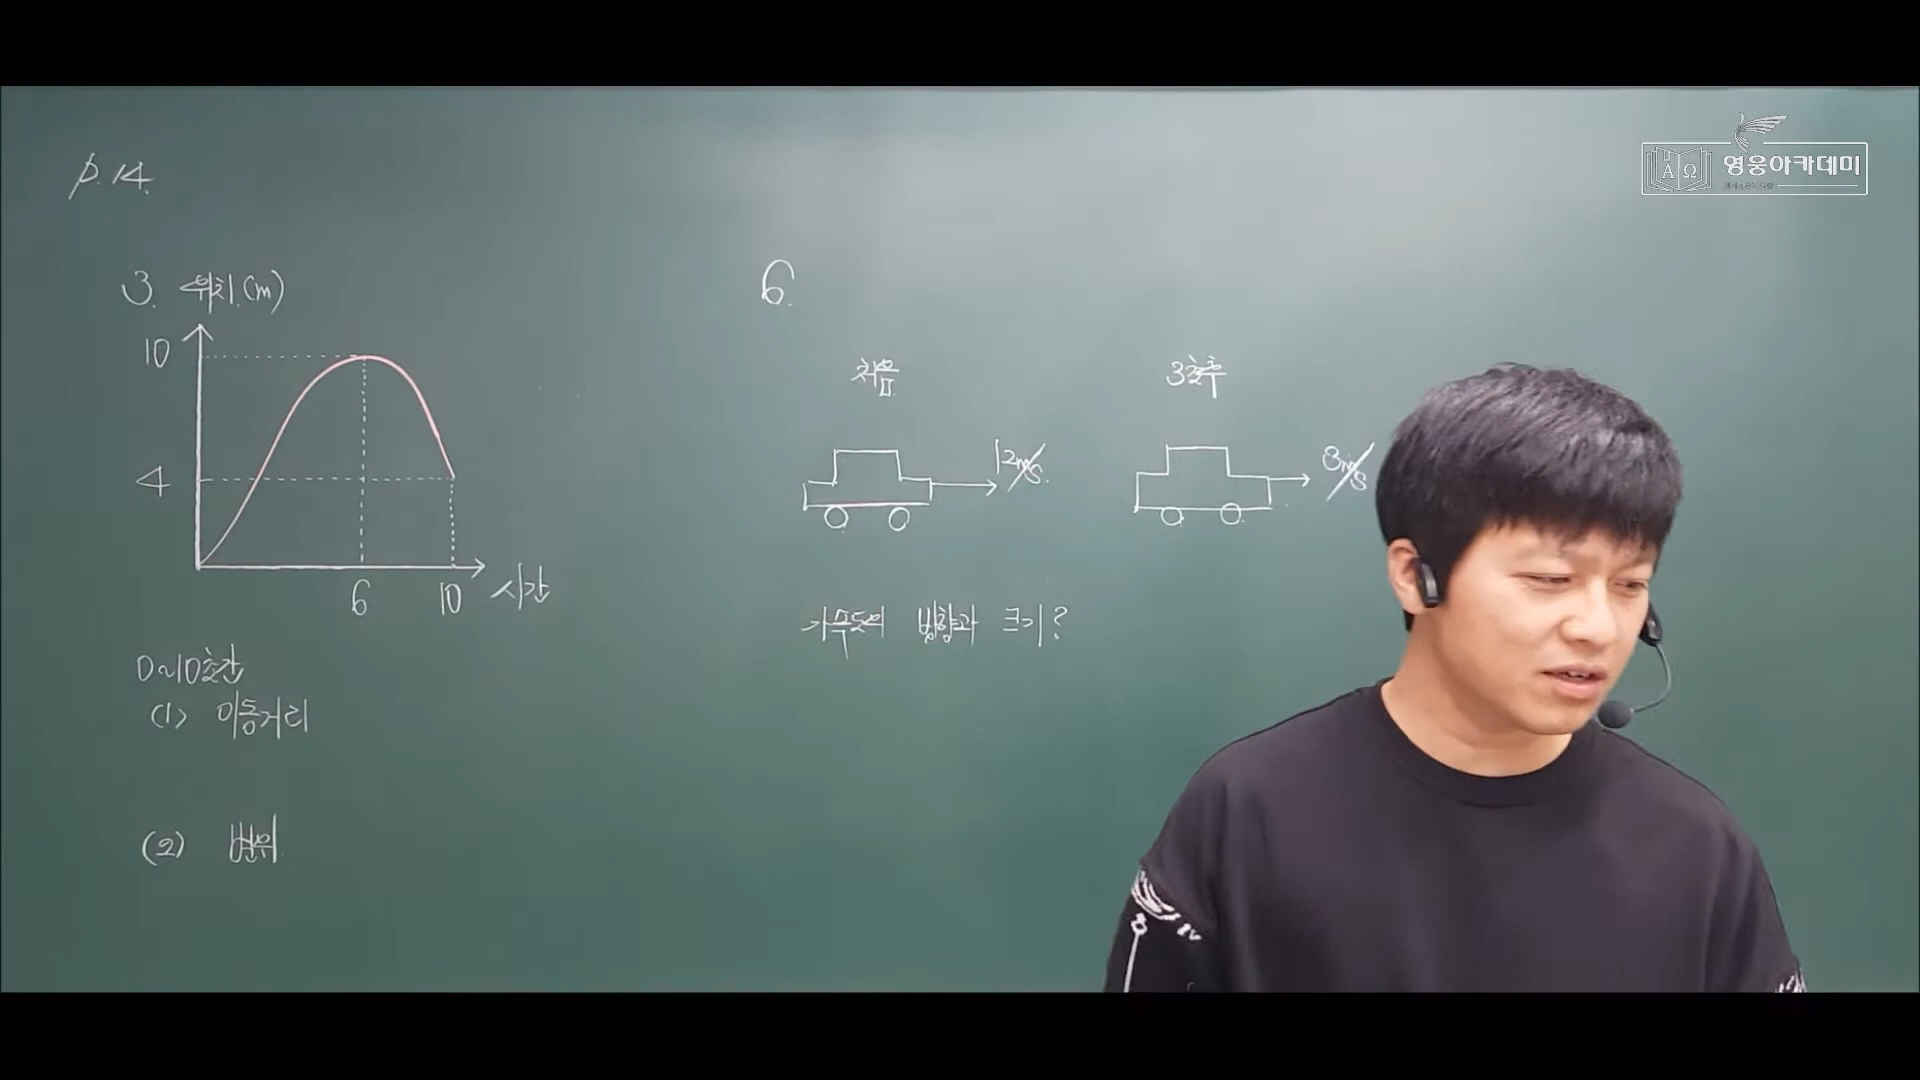 p.14.
영웅아카데미
3. 위치(m)
10
4
6 10 시간
0~10초간
(1) 이동거리
(2) 변위
6.
처음 3초후
12m/s. 3m/s
가속도의 방향과 크기?
A Ω